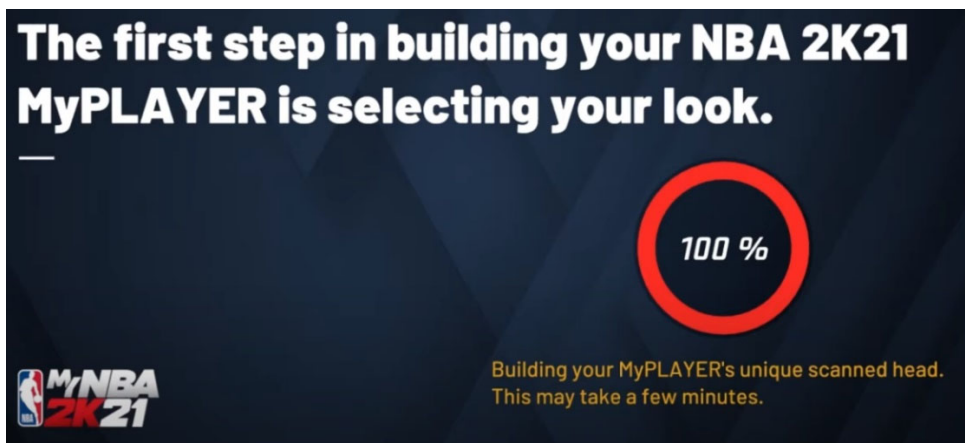 The first step in building your NBA 2K21
MyPLAYER is selecting your look.
100 %
Building your MyPLAYER's unique scanned head.
This may take a few minutes.
MyNBA
2K21
NBA